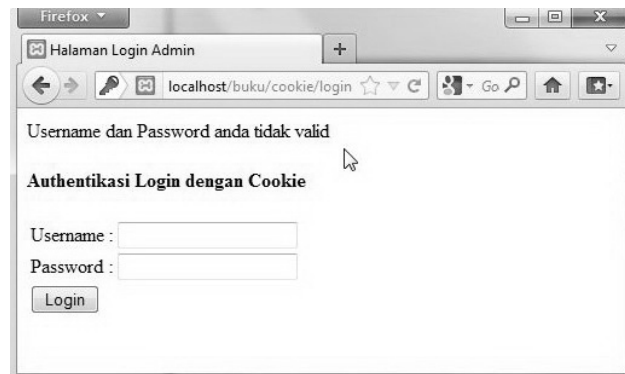 Firefox
Halaman Login Admin
localhost/buku/cookie/login
Go
Username dan Password anda tidak valid
Authentikasi Login dengan Cookie
Username :
Password :
Login